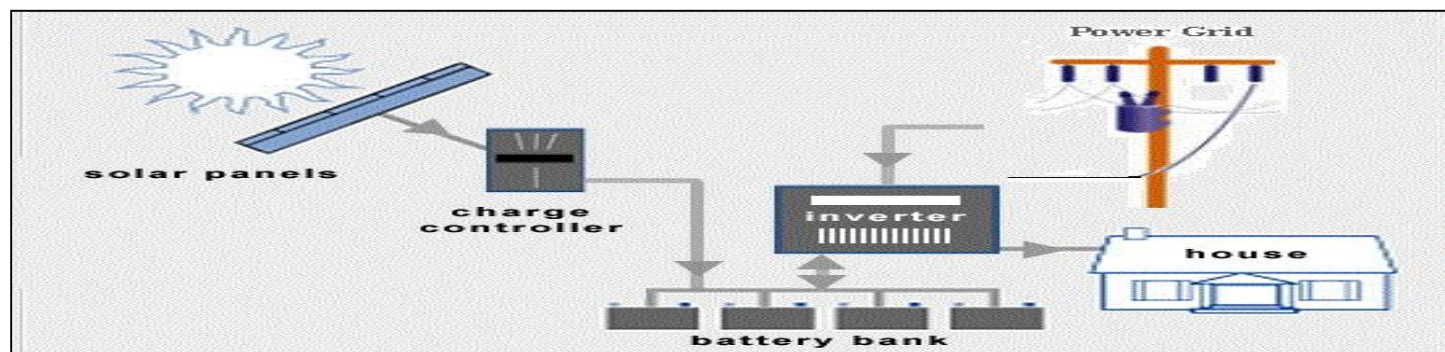 Power Grid
solar panels
charge
controller
inverter
house
battery bank